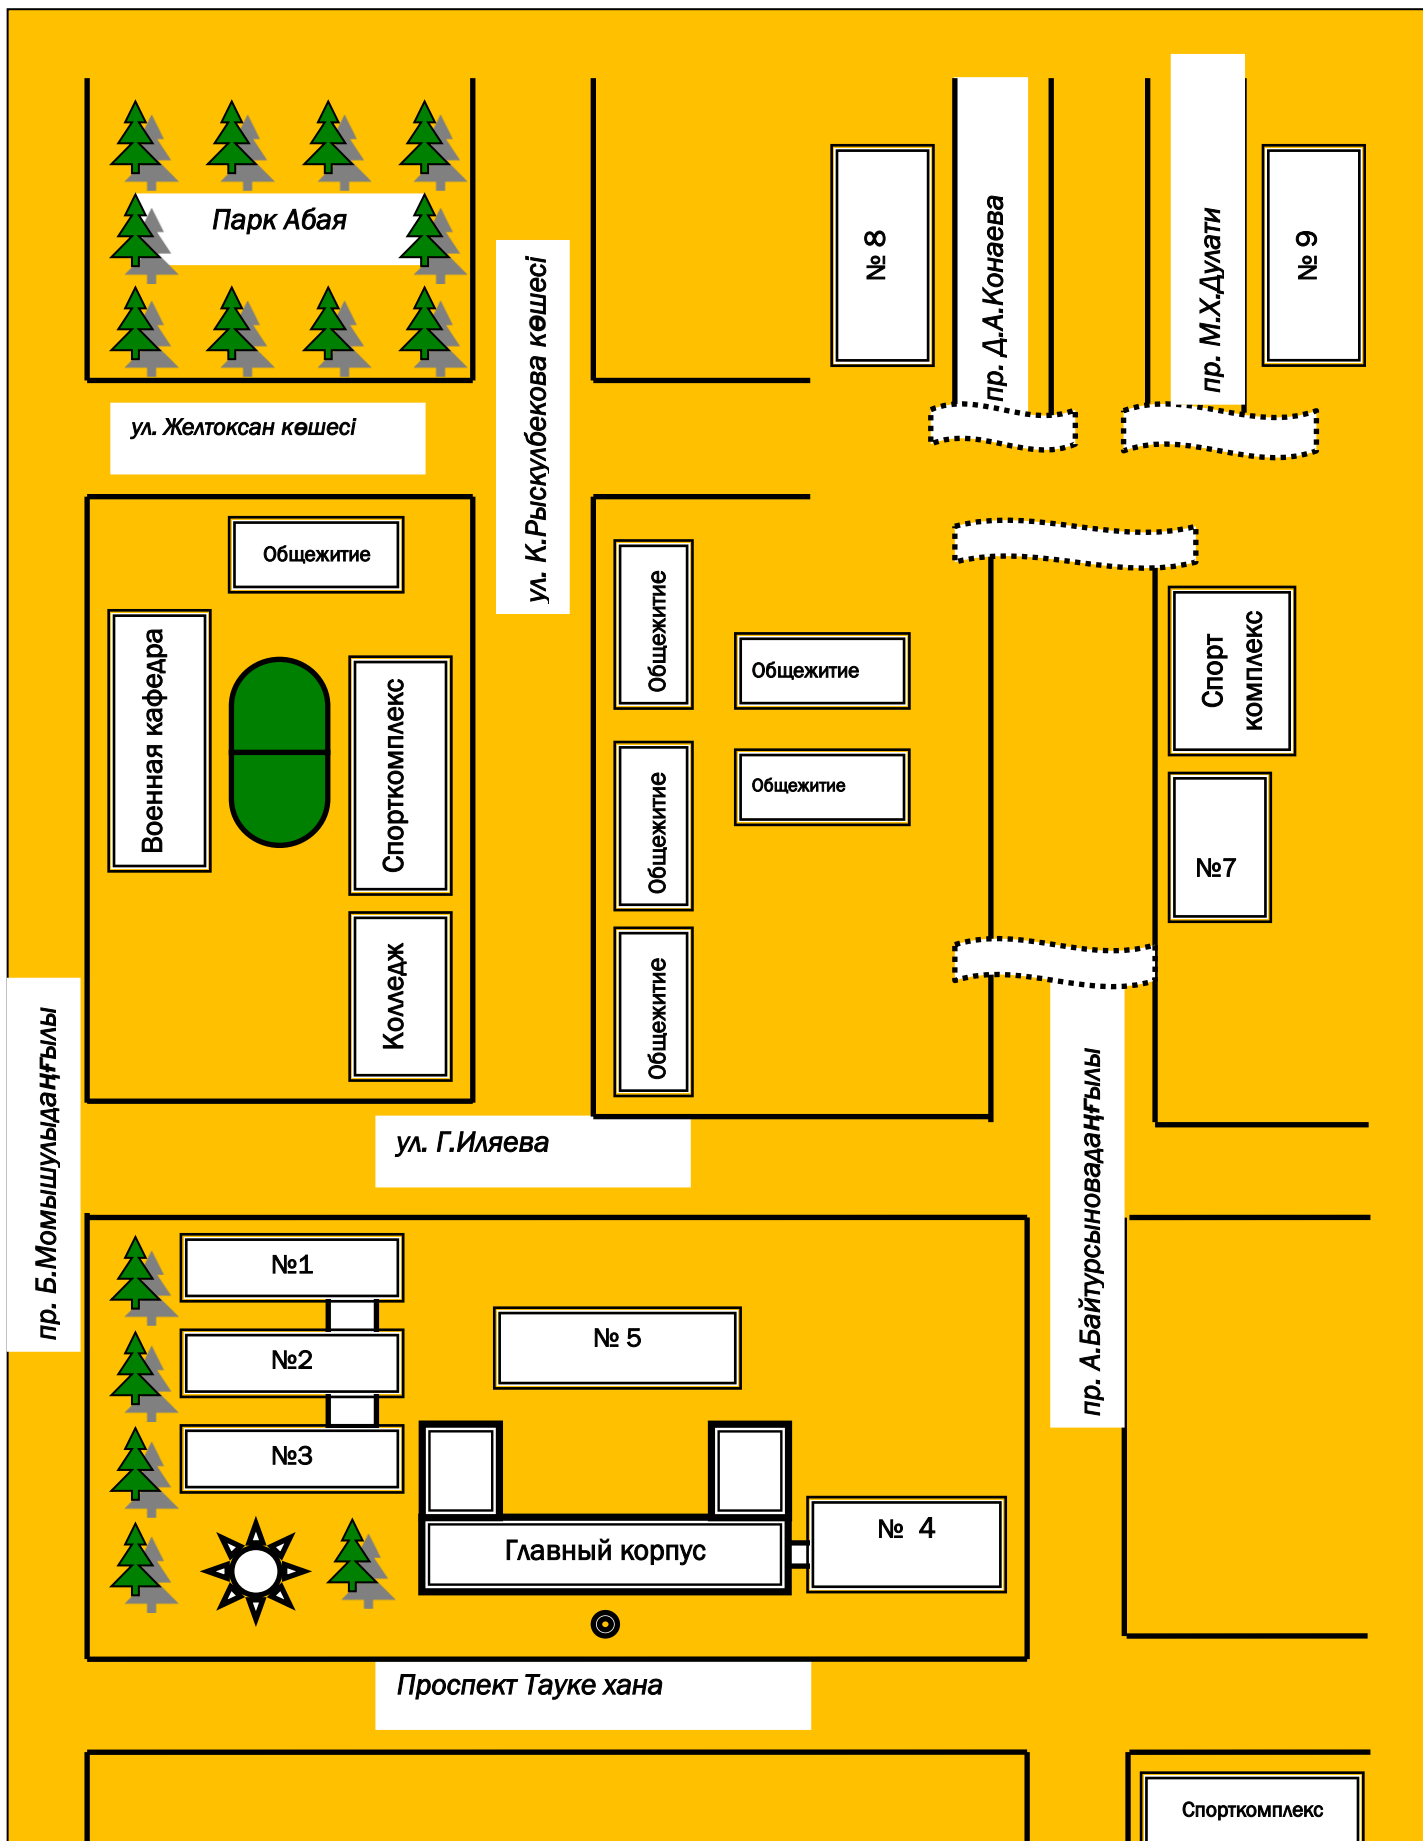 Парк Абая
№ 8
пр. Д.А.Конаева
пр. М.Х.Дулати
№ 9
ул. Желтоксан көшесі
ул. К.Рыскулбекова көшесі
Общежитие
Военная кафедра
Спорткомплекс
Колледж
Общежитие
Общежитие
Общежитие
Общежитие
Общежитие
Спорт
комплекс
№7
пр. Б.Момышулыдаңғылы
ул. Г.Иляева
пр. А.Байтурсыновадаңғылы
№1
№2
№3
№ 5
Главный корпус
№ 4
Проспект Тауке хана
Спорткомплекс